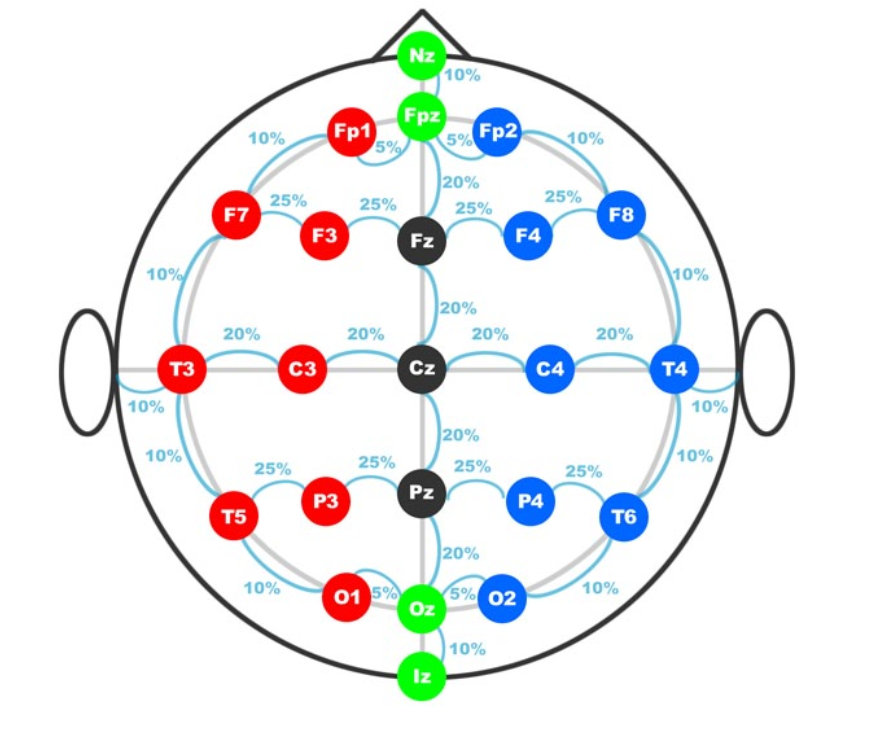 Nz
10%
Fpz
Fp1 Fp2
10% 5% 5% 10%
20%
F7 25% 25% 25% 25% F8
F3 Fz F4
10% 10%
20%
20% 20% 20% 20%
T3 C3 Cz C4 T4
10% 10%
20%
10% 10%
25% 25% 25% 25%
Pz
T5 P3 P4 T6
20%
10% 5% 5% 10%
O1 Oz O2
10%
Iz